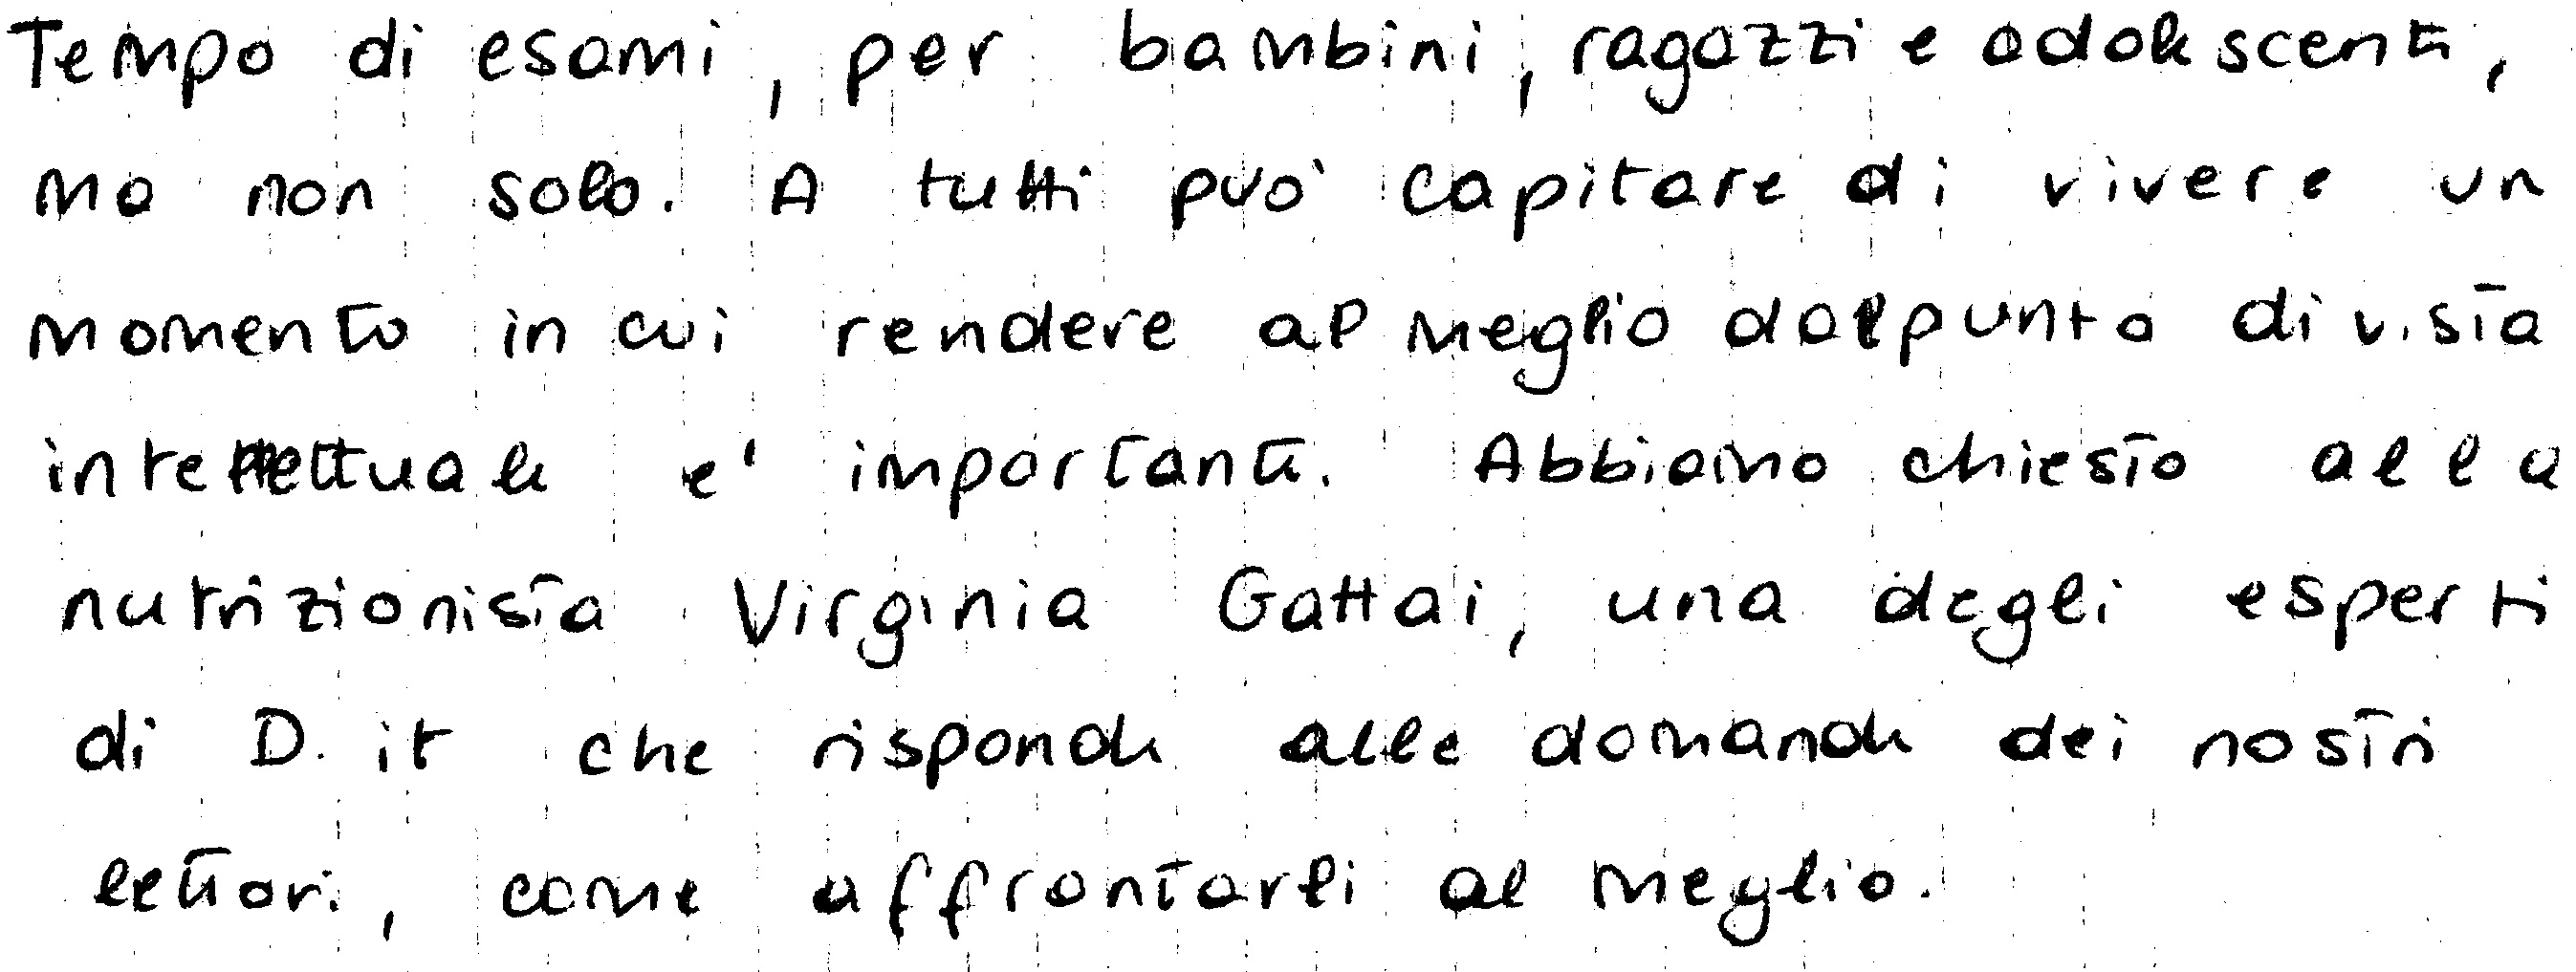 Tempo di esami, per bambini, ragazzi e adolescenti,
ma non solo. A tutti può capitare di vivere un
momento in cui rendere al meglio dal punto di vista
intellettuale e' importante. Abbiamo chiesto alla
nutrizionista Virginia Gattai, una degli esperti
di D.it che risponde alle domande dei nostri
lettori, come affrontarli al meglio.